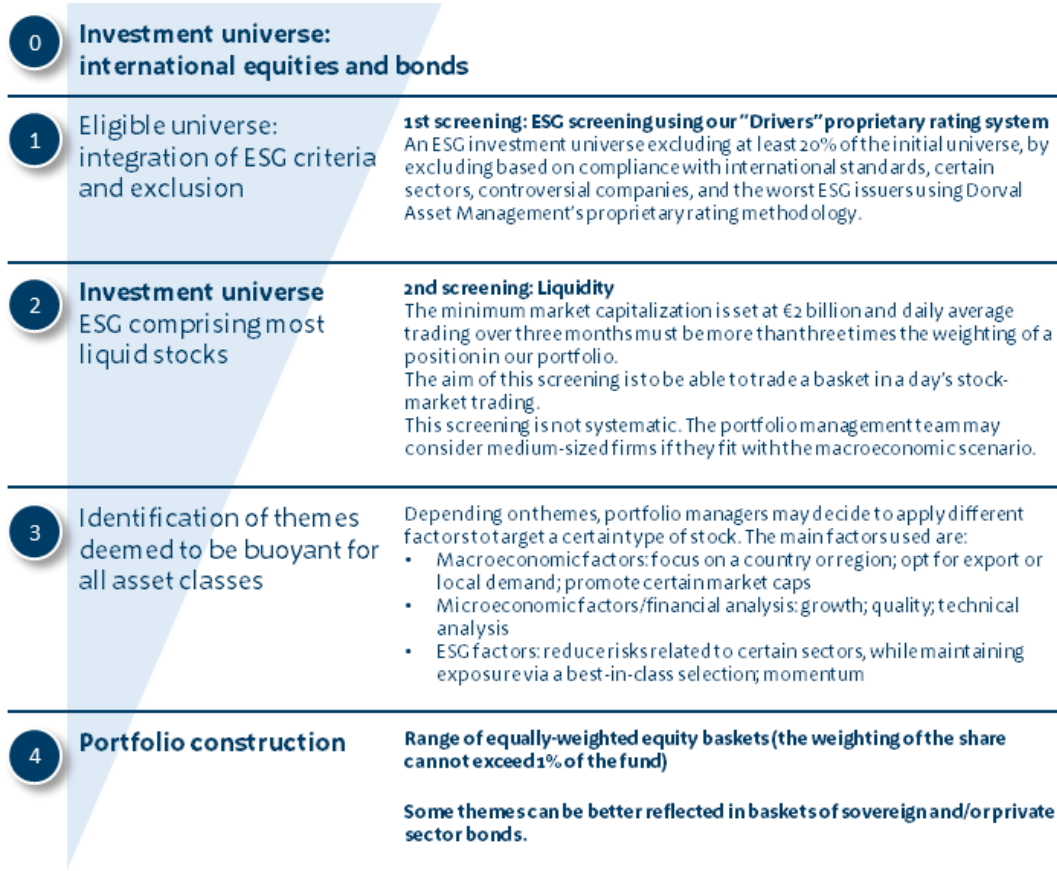 0
Investment universe:
international equities and bonds
1
Eligible universe:
integration of ESG criteria
and exclusion
1st screening: ESG screening using our "Drivers" proprietary rating system
An ESG investment universe excluding at least 20% of the initial universe, by
excluding based on compliance with international standards, certain
sectors, controversial companies, and the worst ESG issuers using Dorval
Asset Management's proprietary rating methodology.
2
Investment universe
ESG comprising most
liquid stocks
2nd screening: Liquidity
The minimum market capitalization is set at €2 billion and daily average
trading over three months must be more than three times the weighting of a
position in our portfolio.
The aim of this screening is to be able to trade a basket in a day's stock-
market trading.
This screening is not systematic. The portfolio management team may
consider medium-sized firms if they fit with the macroeconomic scenario.
3
Identification of themes
deemed to be buoyant for
all asset classes
Depending on themes, portfolio managers may decide to apply different
factors to target a certain type of stock. The main factors used are:
• Macroeconomic factors: focus on a country or region; opt for export or
local demand; promote certain market caps
• Microeconomic factors/financial analysis: growth; quality; technical
analysis
• ESG factors: reduce risks related to certain sectors, while maintaining
exposure via a best-in-class selection; momentum
4
Portfolio construction
Range of equally-weighted equity baskets (the weighting of the share
cannot exceed 1% of the fund)
Some themes can be better reflected in baskets of sovereign and/or private
sector bonds.